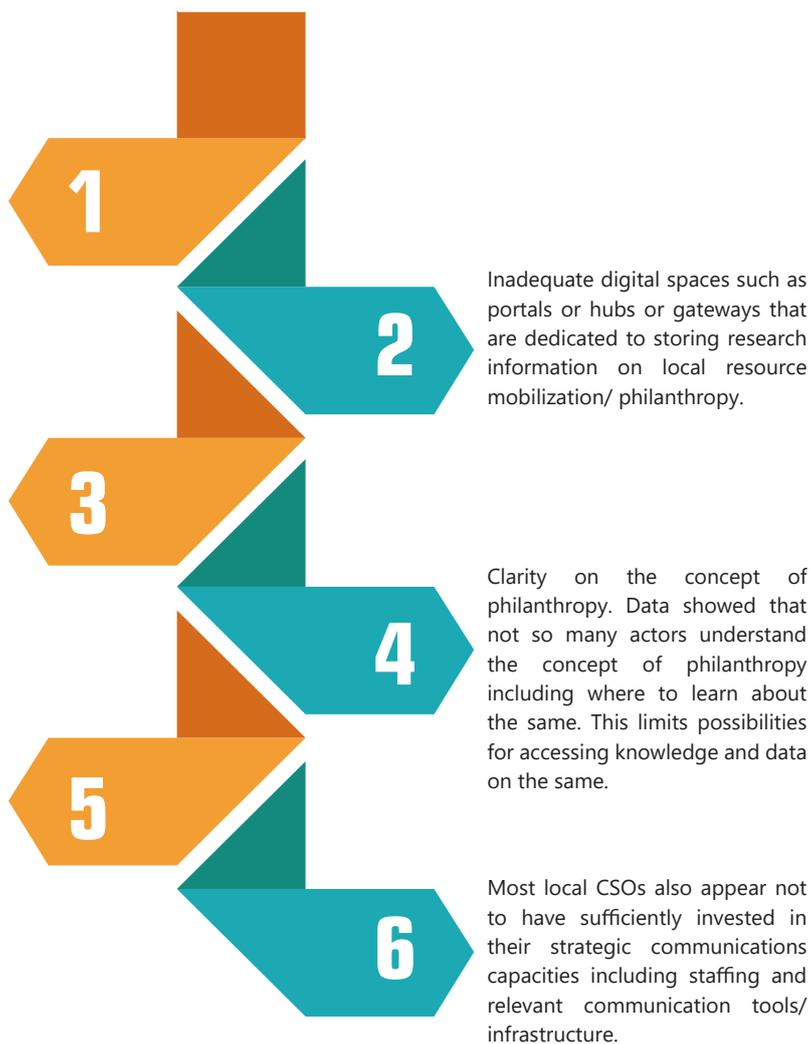 1
2
Inadequate digital spaces such as
portals or hubs or gateways that
are dedicated to storing research
information on local resource
mobilization/ philanthropy.
3
4
Clarity on the concept of
philanthropy. Data showed that
not so many actors understand
the concept of philanthropy
including where to learn about
the same. This limits possibilities
for accessing knowledge and data
on the same.
5
6
Most local CSOs also appear not
to have sufficiently invested in
their strategic communications
capacities including staffing and
relevant communication tools/
infrastructure.